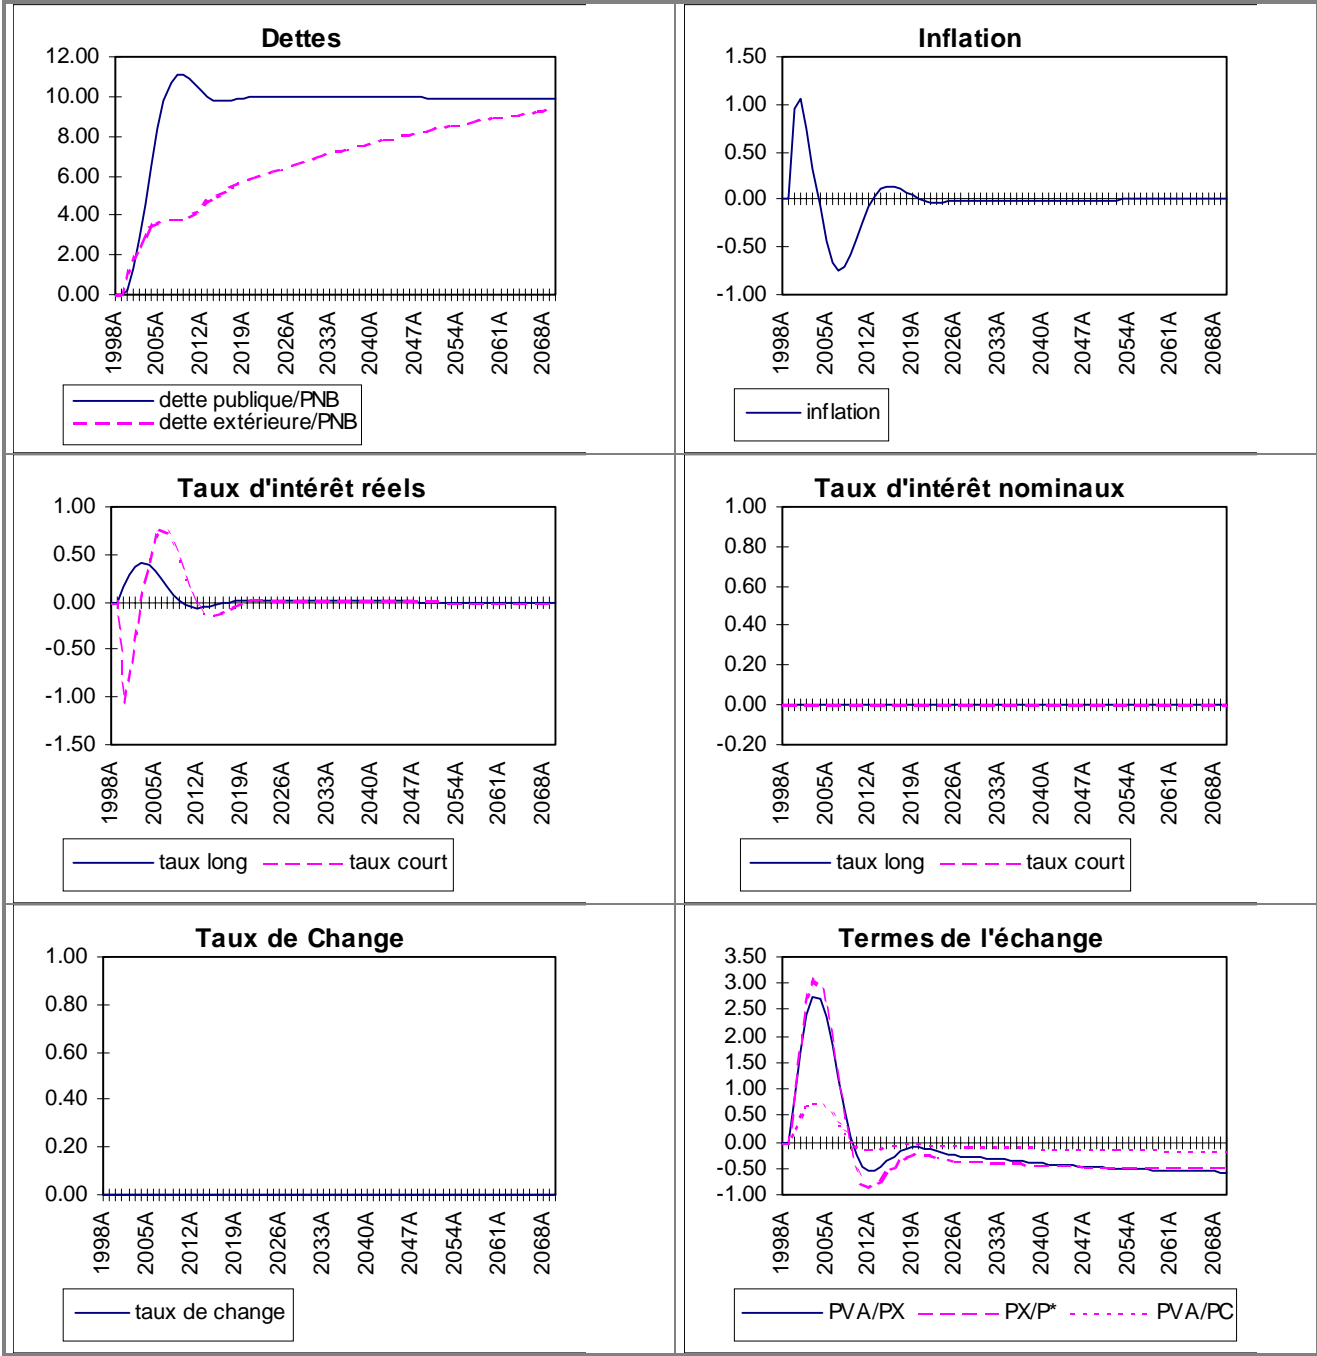 Dettes
12.00
10.00
8.00
6.00
4.00
2.00
0.00
1998A
2005A
2012A
2019A
2026A
2033A
2040A
2047A
2054A
2061A
2068A
dette publique/PNB
dette extérieure/PNB
Inflation
1.50
1.00
0.50
0.00
-0.50
-1.00
1998A
2005A
2012A
2019A
2026A
2033A
2040A
2047A
2054A
2061A
2068A
inflation
Taux d'intérêt réels
1.00
0.50
0.00
-0.50
-1.00
-1.50
1998A
2005A
2012A
2019A
2026A
2033A
2040A
2047A
2054A
2061A
2068A
taux long
taux court
Taux d'intérêt nominaux
1.00
0.80
0.60
0.40
0.20
0.00
-0.20
1998A
2005A
2012A
2019A
2026A
2033A
2040A
2047A
2054A
2061A
2068A
taux long
taux court
Taux de Change
1.00
0.80
0.60
0.40
0.20
0.00
1998A
2005A
2012A
2019A
2026A
2033A
2040A
2047A
2054A
2061A
2068A
taux de change
Termes de l'échange
3.50
3.00
2.50
2.00
1.50
1.00
0.50
0.00
-0.50
-1.00
1998A
2005A
2012A
2019A
2026A
2033A
2040A
2047A
2054A
2061A
2068A
PVA/PX
PX/P*
PVA/PC